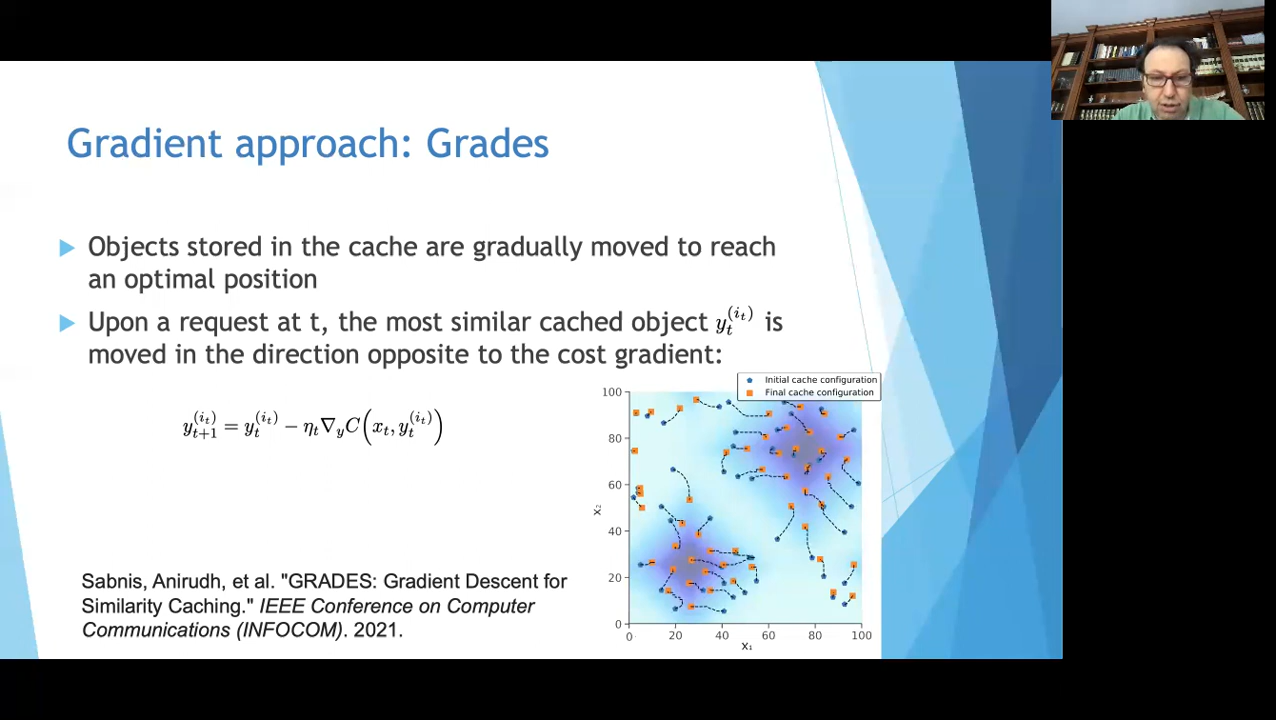 Gradient approach: Grades
Objects stored in the cache are gradually moved to reach
an optimal position
Upon a request at t, the most similar cached object y_t^{(i_t)} is
moved in the direction opposite to the cost gradient:
y_{t+1}^{(i_t)} = y_t^{(i_t)} − η_t∇_yC(x_t, y_t^{(i_t)})
Initial cache configuration
Final cache configuration
100
80
60
40
20
0
x₂
0 20 40 60 80 100
x₁
Sabnis, Anirudh, et al. "GRADES: Gradient Descent for
Similarity Caching." IEEE Conference on Computer
Communications (INFOCOM). 2021.